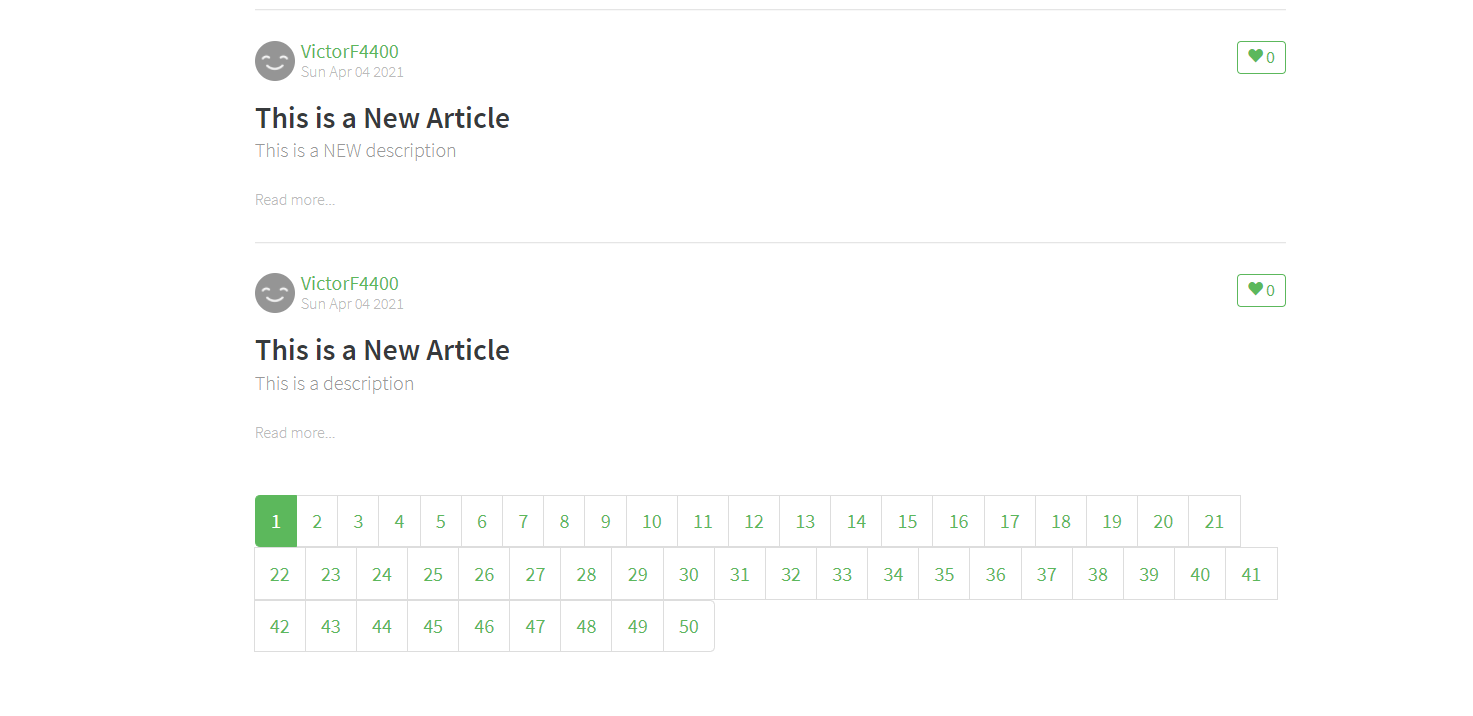 VictorF4400
Sun Apr 04 2021
0
This is a New Article
This is a NEW description
Read more...
VictorF4400
Sun Apr 04 2021
0
This is a New Article
This is a description
Read more...
1 2 3 4 5 6 7 8 9 10 11 12 13 14 15 16 17 18 19 20 21
22 23 24 25 26 27 28 29 30 31 32 33 34 35 36 37 38 39 40 41
42 43 44 45 46 47 48 49 50